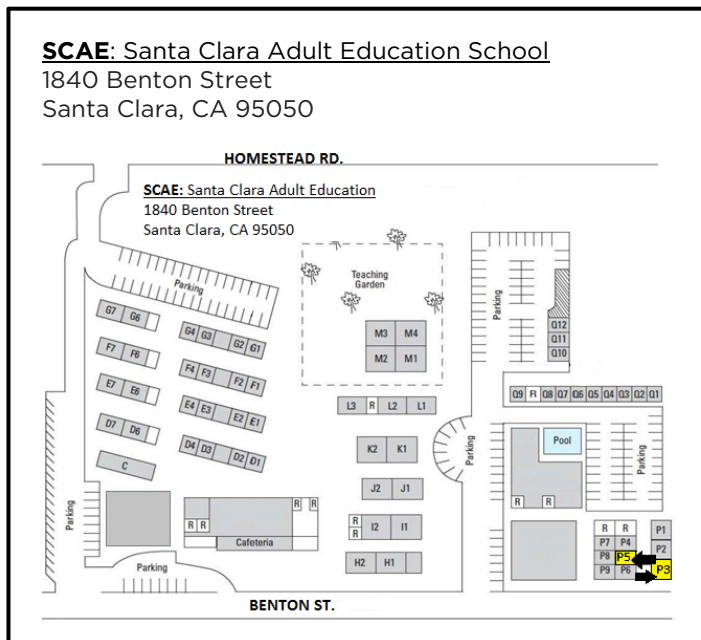 SCAE: Santa Clara Adult Education School
1840 Benton Street
Santa Clara, CA 95050
HOMESTEAD RD.
SCAE: Santa Clara Adult Education
1840 Benton Street
Santa Clara, CA 95050
Parking
Teaching
Garden
Parking
G7 G6
G4 G3 G2 G1
M3 M4
M2 M1
Q12
Q11
Q10
F7 F6
F4 F3 F2 F1
E7 E6
E4 E3 E2 E1
L3 R L2 L1
Q9 R Q8 Q7 Q6 Q5 Q4 Q3 Q2 Q1
D7 D6
D4 D3 D2 D1
K2 K1
Parking
Pool
Parking
C
J2 J1
R R
R R
Parking
R R
Cafeteria
R
R
I2 I1
H2 H1
Parking
R R
P7 P4
P8 P5
P9 P6
P1
P2
P3
BENTON ST.